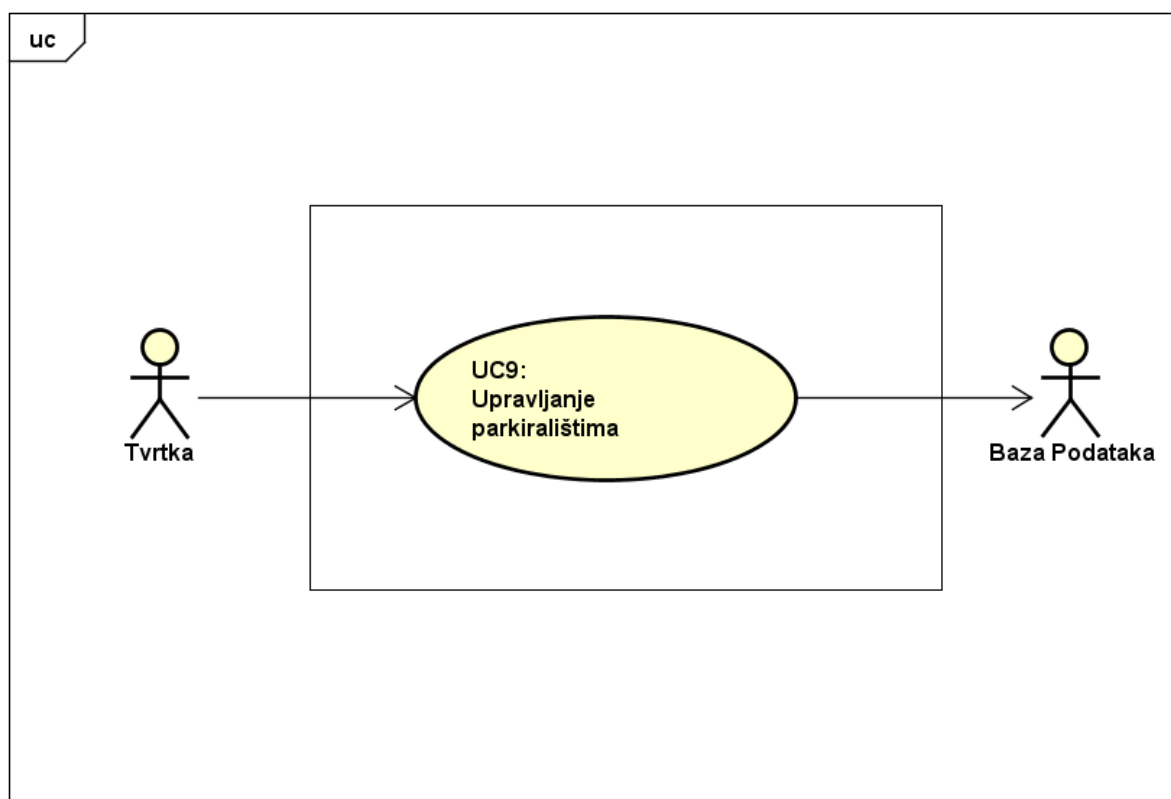 uc
UC9:
Upravljanje
parkiralištima
Tvrtka
Baza Podataka